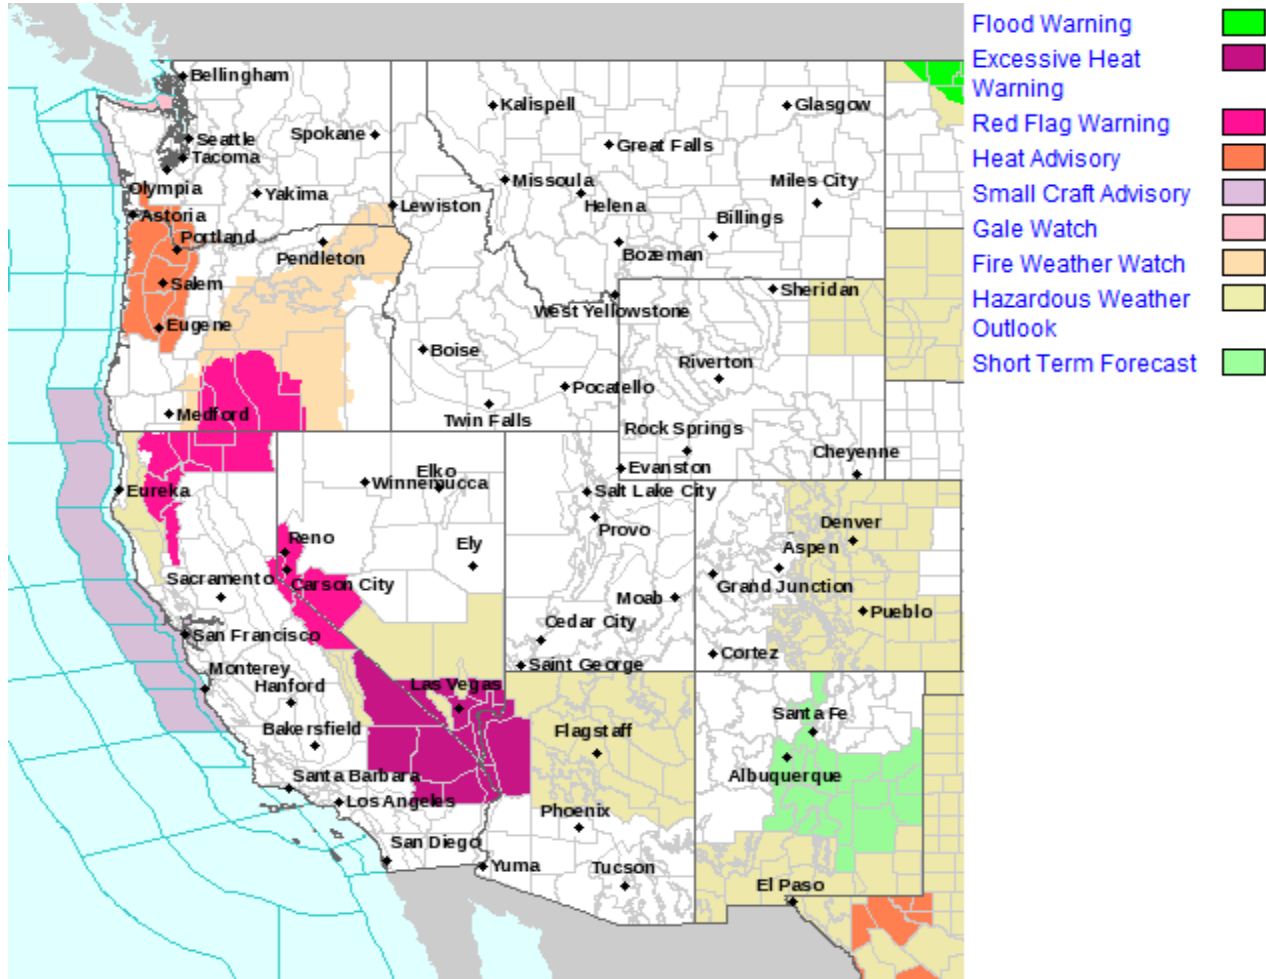 Flood Warning
Excessive Heat
Warning
Red Flag Warning
Heat Advisory
Small Craft Advisory
Gale Watch
Fire Weather Watch
Hazardous Weather
Outlook
Short Term Forecast
Bellingham
Kalispell
Glasgow
Spokane
Seattle
Great Falls
Tacoma
Missoula
Miles City
Olympia
Yakima
Helena
Lewiston
Astoria
Billings
Portland
Bozeman
Pendleton
Salem
Sheridan
West Yellowstone
Eugene
Boise
Riverton
Pocatello
Medford
Twin Falls
Rock Springs
Cheyenne
Evanston
Elko
Winnemucca
Eureka
Salt Lake City
Denver
Provo
Reno
Ely
Aspen
Sacramento
Carson City
Grand Junction
Moab
Pueblo
Cedar City
San Francisco
Cortez
Saint George
Monterey
Hanford
Las Vegas
Santa Fe
Bakersfield
Flagstaff
Santa Barbara
Albuquerque
Los Angeles
Phoenix
San Diego
Yuma
Tucson
El Paso